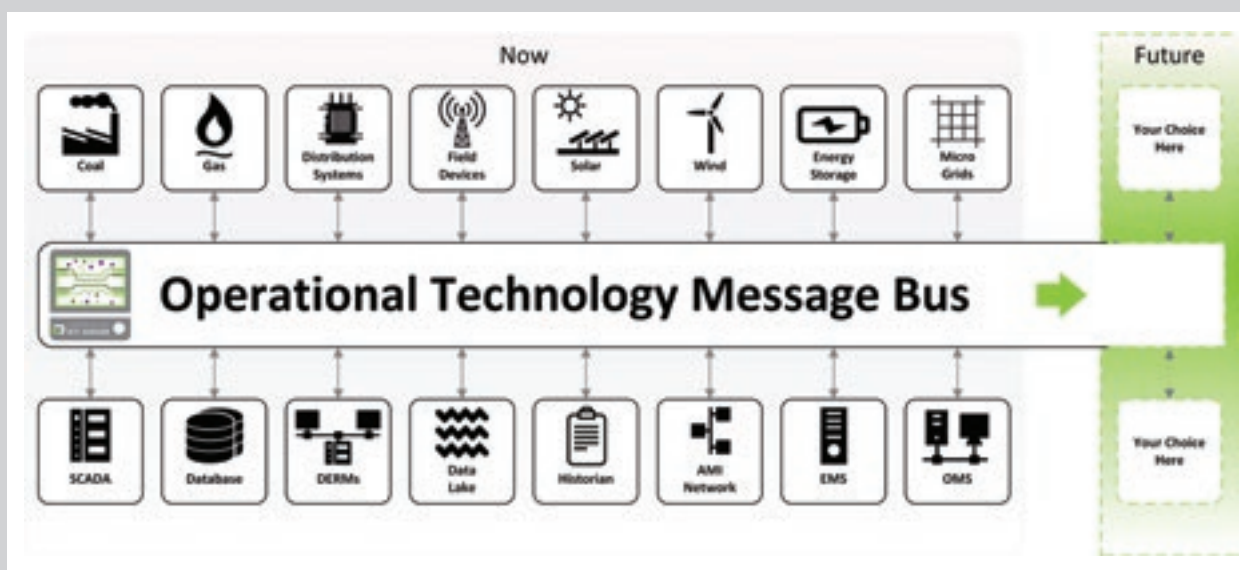 Now
Future
Coal
Gas
Distribution
Systems
Field
Devices
Solar
Wind
Energy
Storage
Micro
Grids
Your Choice
Here
Operational Technology Message Bus
SCADA
Database
DERMs
Data
Lake
Historian
AMI
Network
EMS
OMS
Your Choice
Here